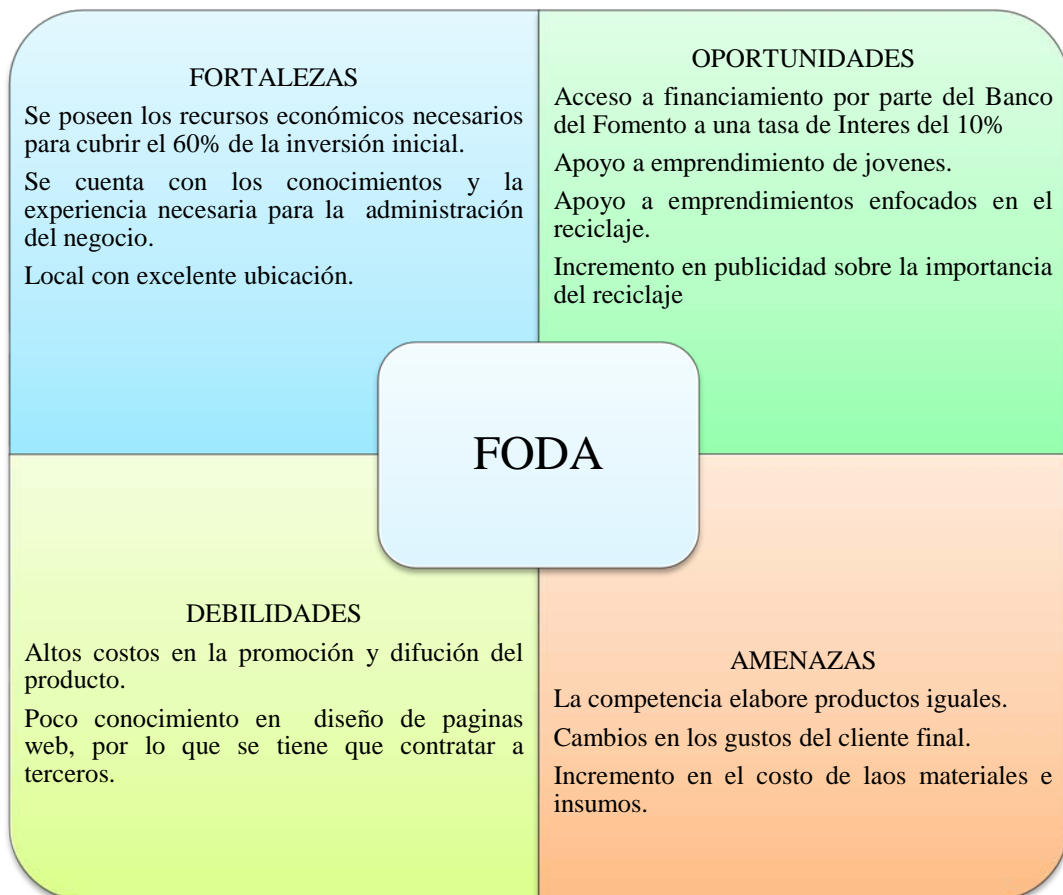 FORTALEZAS
Se poseen los recursos económicos necesarios
para cubrir el 60% de la inversión inicial.
Se cuenta con los conocimientos y la
experiencia necesaria para la administración
del negocio.
Local con excelente ubicación.
OPORTUNIDADES
Acceso a financiamiento por parte del Banco
del Fomento a una tasa de Interes del 10%
Apoyo a emprendimiento de jovenes.
Apoyo a emprendimientos enfocados en el
reciclaje.
Incremento en publicidad sobre la importancia
del reciclaje
FODA
DEBILIDADES
Altos costos en la promoción y difución del
producto.
Poco conocimiento en diseño de paginas
web, por lo que se tiene que contratar a
terceros.
AMENAZAS
La competencia elabore productos iguales.
Cambios en los gustos del cliente final.
Incremento en el costo de laos materiales e
insumos.